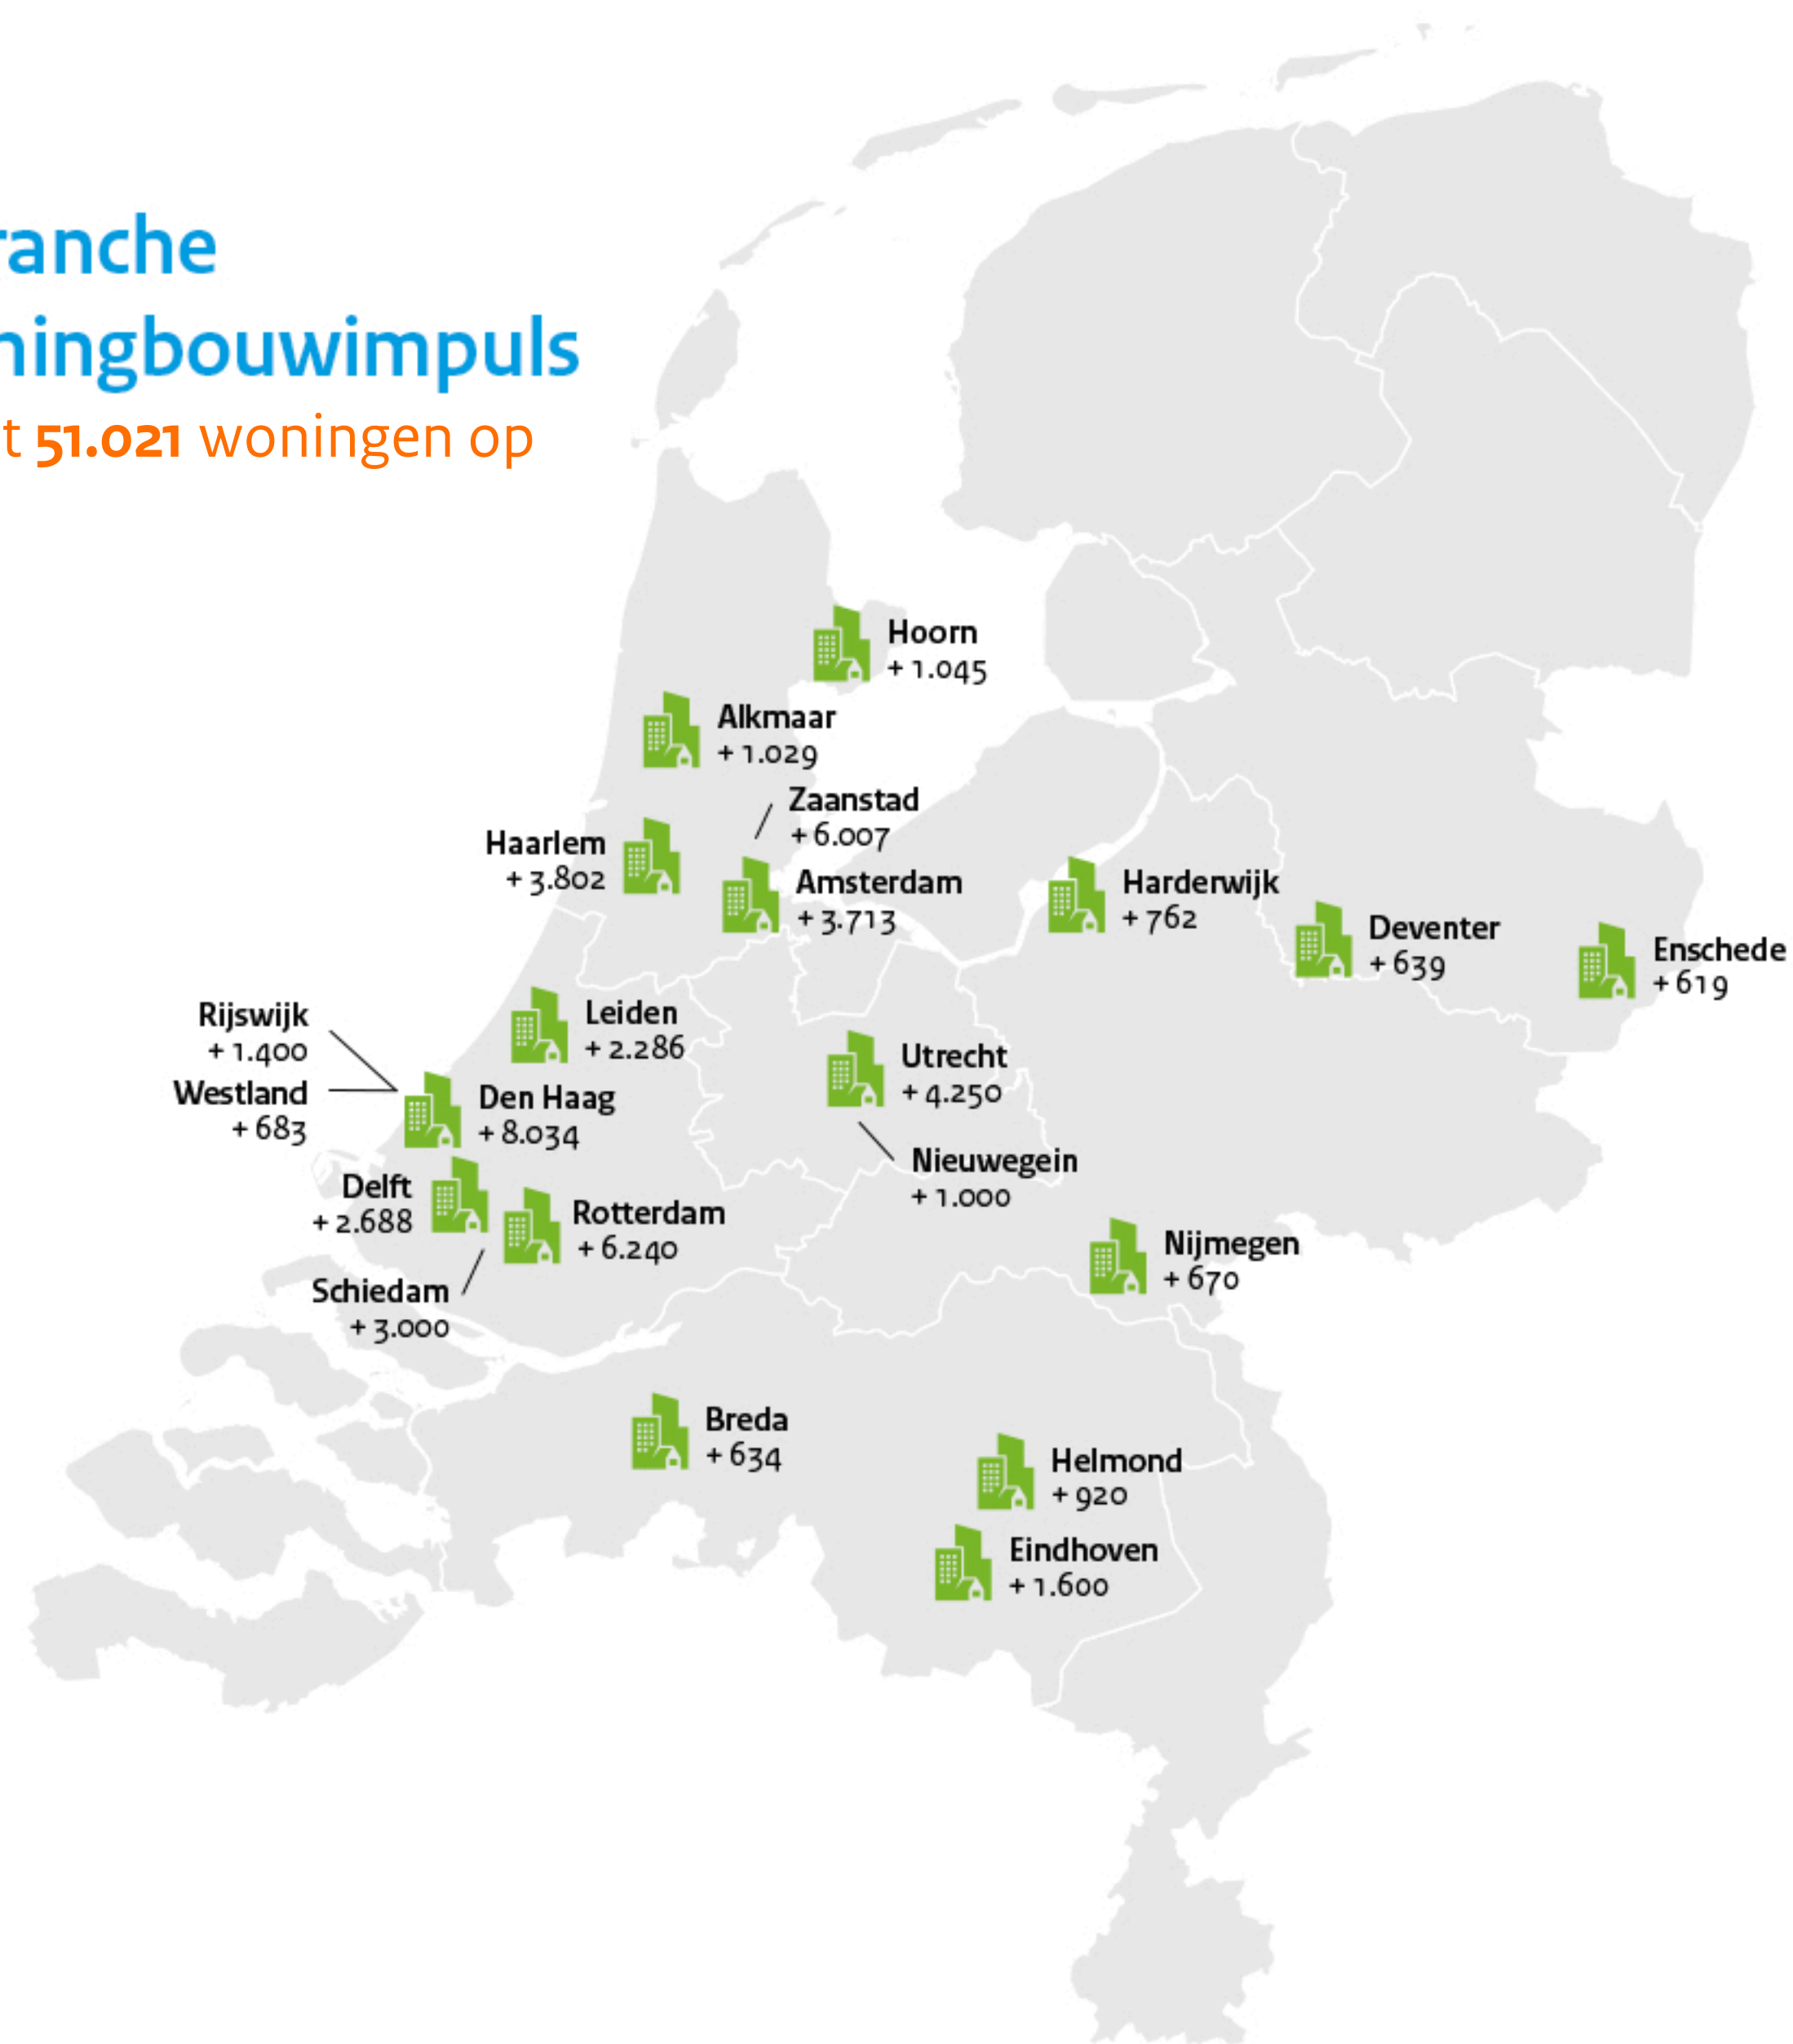 ranche
ningbouwimpuls
t 51.021 woningen op
Hoorn
+ 1.045
Alkmaar
+ 1.029
Zaanstad
+ 6.007
Haarlem
+ 3.802
Amsterdam
+ 3.713
Harderwijk
+ 762
Deventer
+ 639
Enschede
+ 619
Rijswijk
+ 1.400
Leiden
+ 2.286
Utrecht
+ 4.250
Westland
+ 683
Den Haag
+ 8.034
Nieuwegein
+ 1.000
Delft
+ 2.688
Rotterdam
+ 6.240
Nijmegen
+ 670
Schiedam
+ 3.000
Breda
+ 634
Helmond
+ 920
Eindhoven
+ 1.600